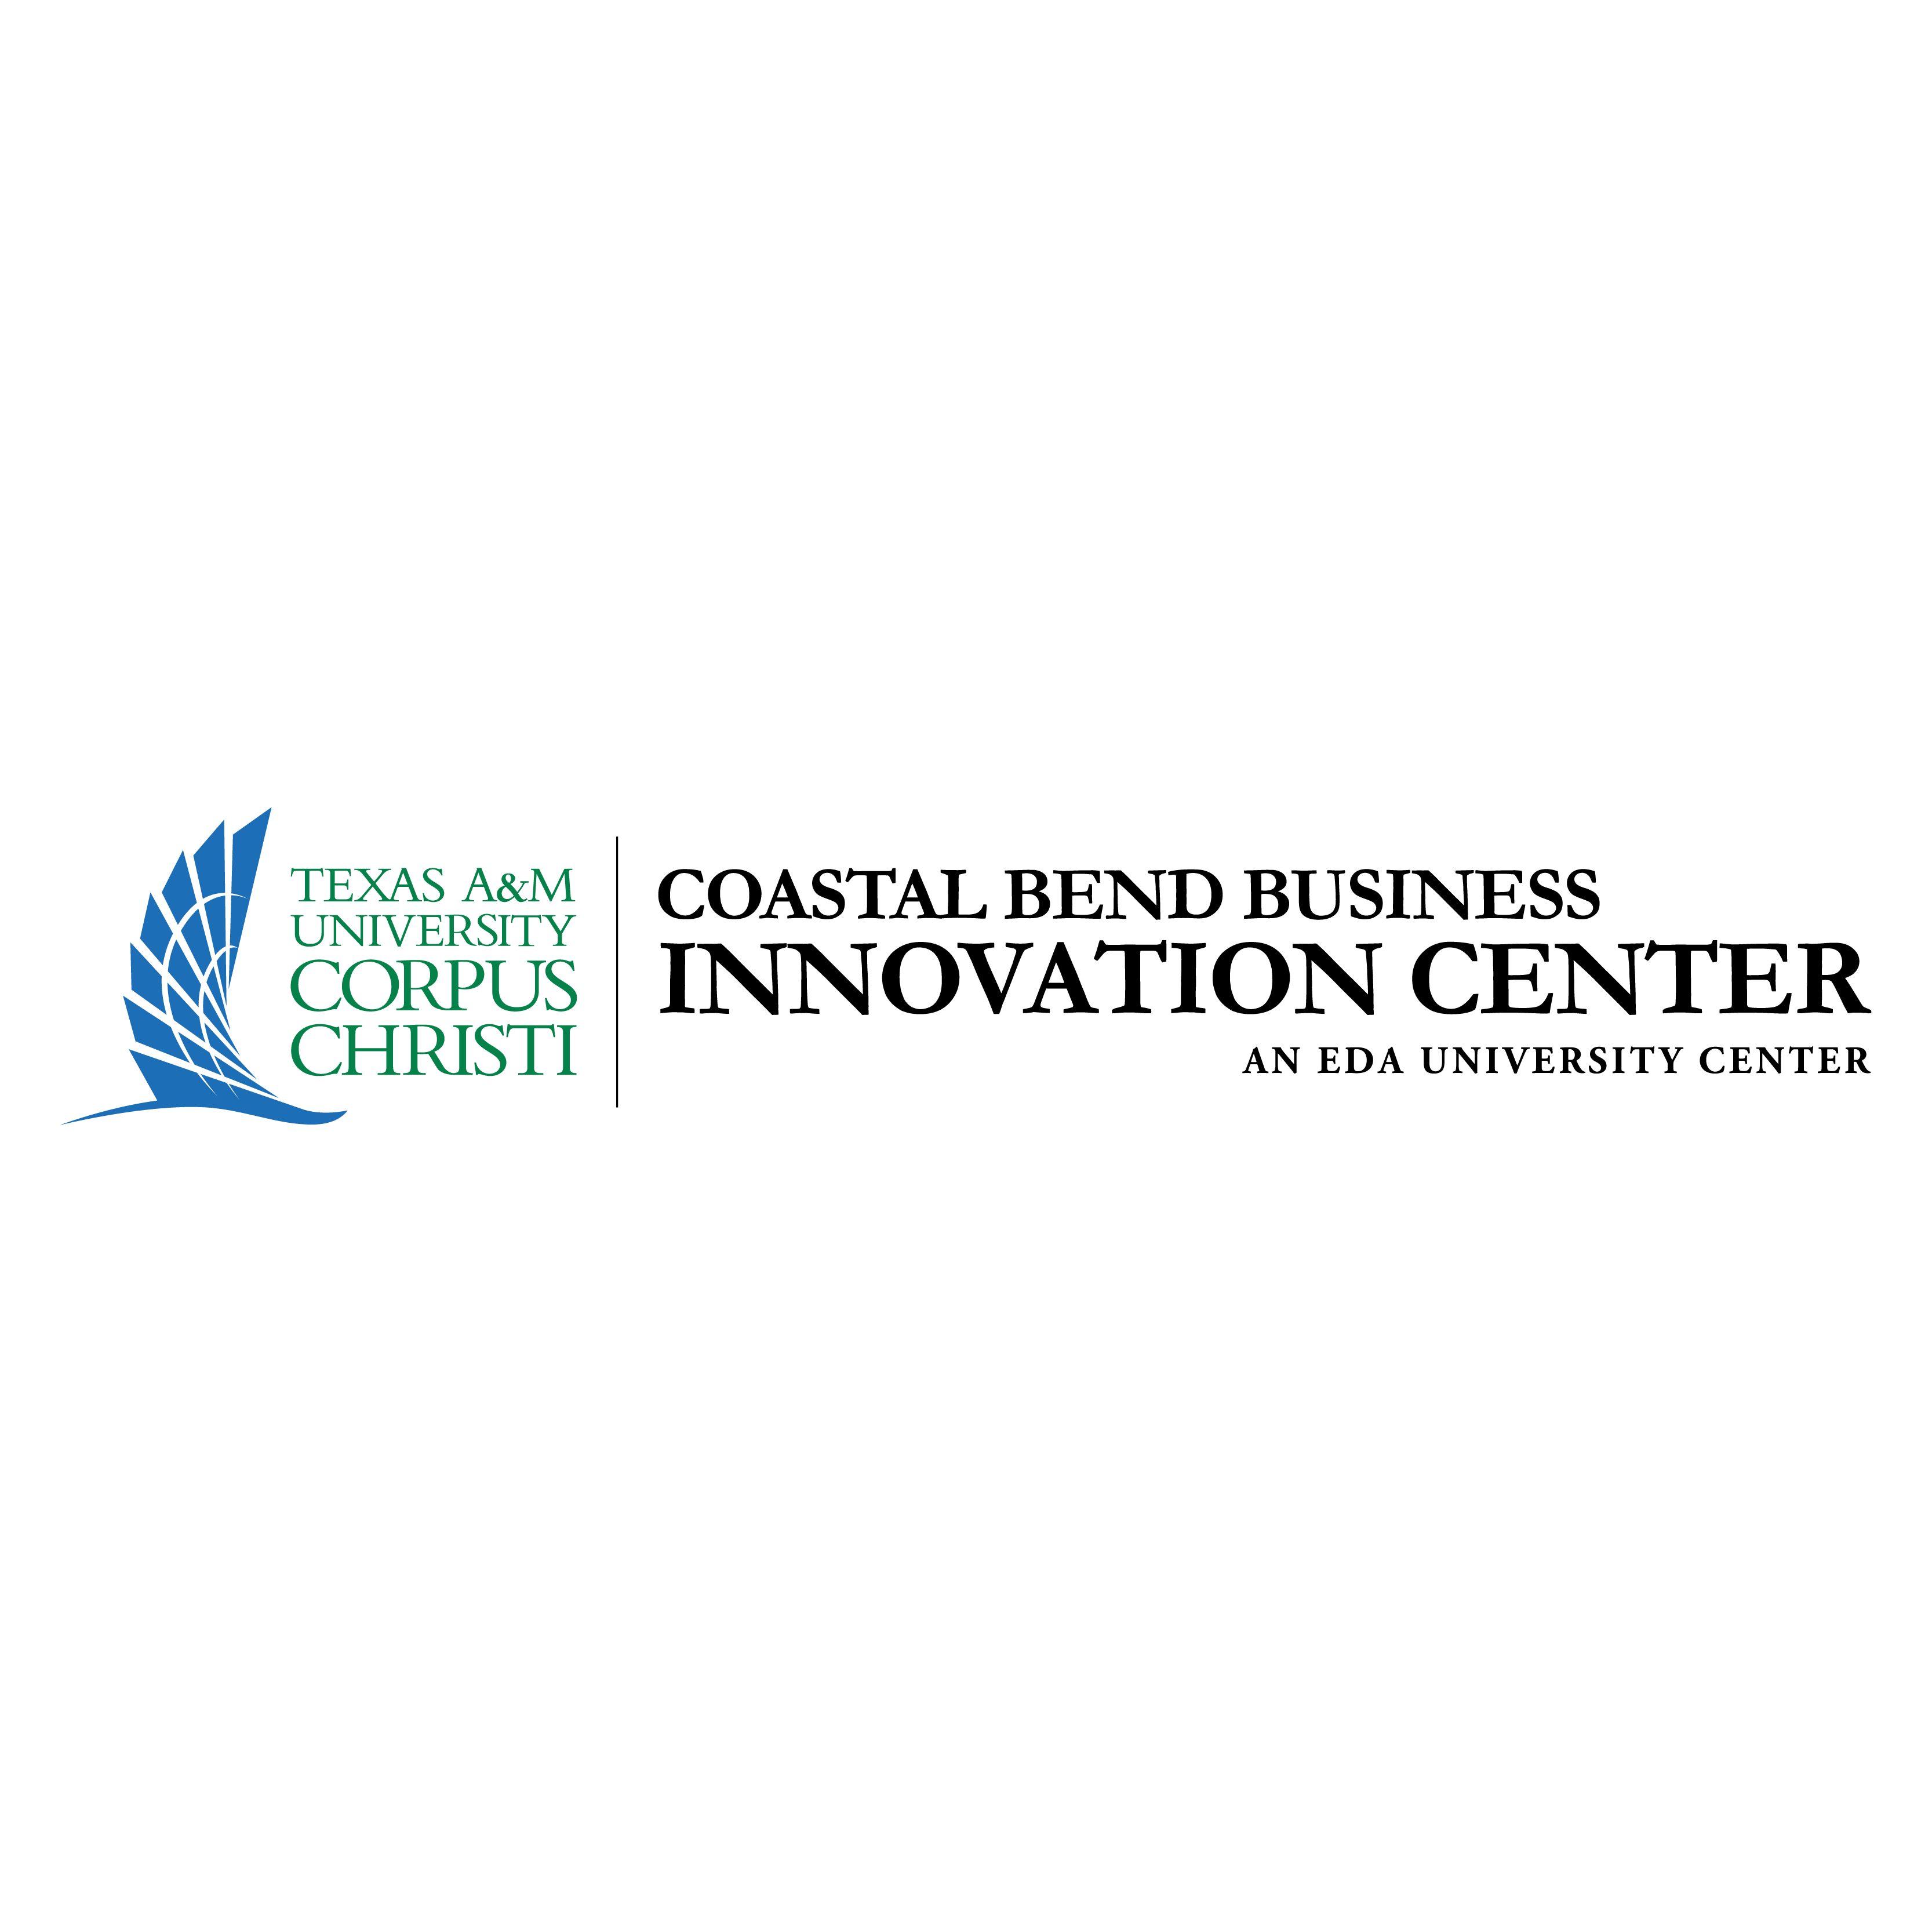 TEXAS A&M
UNIVERSITY
CORPUS
CHRISTI
COASTAL BEND BUSINESS
INNOVATION CENTER
AN EDA UNIVERSITY CENTER